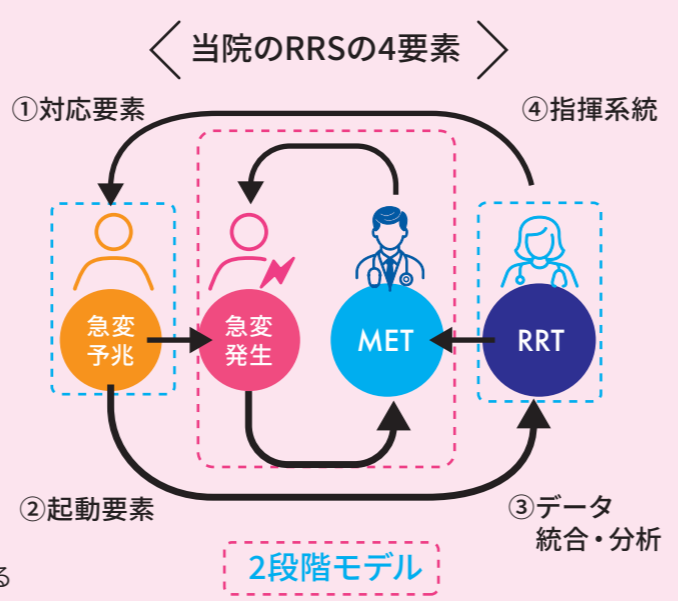 当院のRRSの4要素
①対応要素
④指揮系統
急変
予兆
急変
発生
MET
RRT
②起動要素
③データ
統合・分析
2段階モデル
る